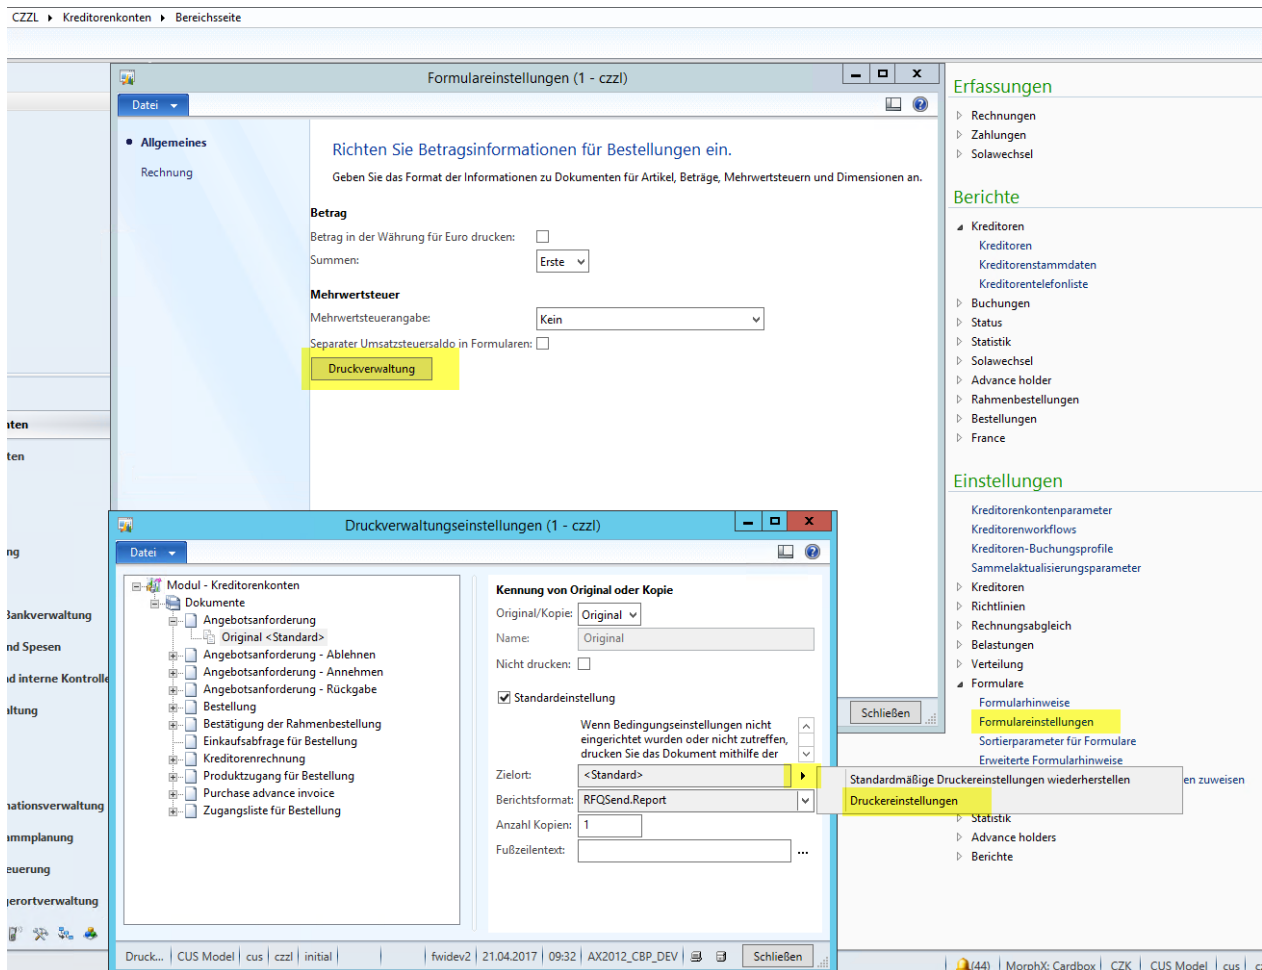 CZZL ▸ Kreditorenkonten ▸ Bereichsseite
Formulareinstellungen (1 - czzl)
Datei
Allgemeines
Rechnung
Richten Sie Betragsinformationen für Bestellungen ein.
Geben Sie das Format der Informationen zu Dokumenten für Artikel, Beträge, Mehrwertsteuern und Dimensionen an.
Betrag
Betrag in der Währung für Euro drucken:
Summen: Erste
Mehrwertsteuer
Mehrwertsteuerangabe: Kein
Separater Umsatzsteuersaldo in Formularen:
Druckverwaltung
Schließen
Erfassungen
Rechnungen
Zahlungen
Solawechsel
Berichte
Kreditoren
Kreditoren
Kreditorenstammdaten
Kreditorentelefonliste
Buchungen
Status
Statistik
Solawechsel
Advance holder
Rahmenbestellungen
Bestellungen
France
Einstellungen
Kreditorenkontenparameter
Kreditorenworkflows
Kreditoren-Buchungsprofile
Sammelaktualisierungsparameter
Kreditoren
Richtlinien
Rechnungsabgleich
Belastungen
Verteilung
Formulare
Formularhinweise
Formulareinstellungen
Sortierparameter für Formulare
Erweiterte Formularhinweise
en zuweisen
Statistik
Advance holders
Berichte
nten
ten
ng
Bankverwaltung
nd Spesen
nd interne Kontrolle
altung
nationsverwaltung
ammplanung
euerung
gerortverwaltung
Druckverwaltungseinstellungen (1 - czzl)
Datei
Modul - Kreditorenkonten
Dokumente
Angebotsanforderung
Original <Standard>
Angebotsanforderung - Ablehnen
Angebotsanforderung - Annehmen
Angebotsanforderung - Rückgabe
Bestellung
Bestätigung der Rahmenbestellung
Einkaufsabfrage für Bestellung
Kreditorenrechnung
Produktzugang für Bestellung
Purchase advance invoice
Zugangsliste für Bestellung
Kennung von Original oder Kopie
Original/Kopie: Original
Name: Original
Nicht drucken:
Standardeinstellung
Wenn Bedingungseinstellungen nicht
eingerichtet wurden oder nicht zutreffen,
drucken Sie das Dokument mithilfe der
Zielort: <Standard>
Berichtsformat: RFQSend.Report
Anzahl Kopien: 1
Fußzeilentext: ...
Standardmäßige Druckereinstellungen wiederherstellen
Druckereinstellungen
Druck... CUS Model cus czzl initial fwidev2 21.04.2017 09:32 AX2012_CBP_DEV Schließen
(44) MorphX: Cardbox CZK CUS Model cus